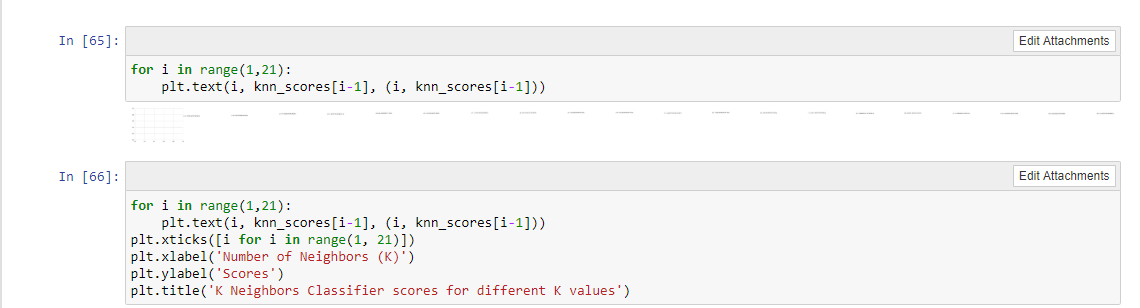 In [65]:
Edit Attachments
for i in range(1,21):
    plt.text(i, knn_scores[i-1], (i, knn_scores[i-1]))
In [66]:
Edit Attachments
for i in range(1,21):
    plt.text(i, knn_scores[i-1], (i, knn_scores[i-1]))
plt.xticks([i for i in range(1, 21)])
plt.xlabel('Number of Neighbors (K)')
plt.ylabel('Scores')
plt.title('K Neighbors Classifier scores for different K values')